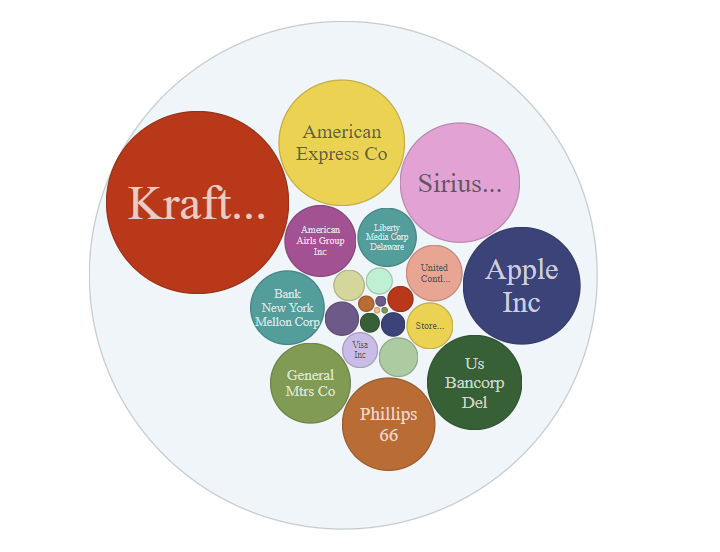 American
Express Co
Kraft...
Sirius...
American
Airls Group
Inc
Liberty
Media Corp
Delaware
United
Contl...
Apple
Inc
Bank
New York
Mellon Corp
Store...
Visa
Inc
Us
Bancorp
Del
General
Mtrs Co
Phillips
66